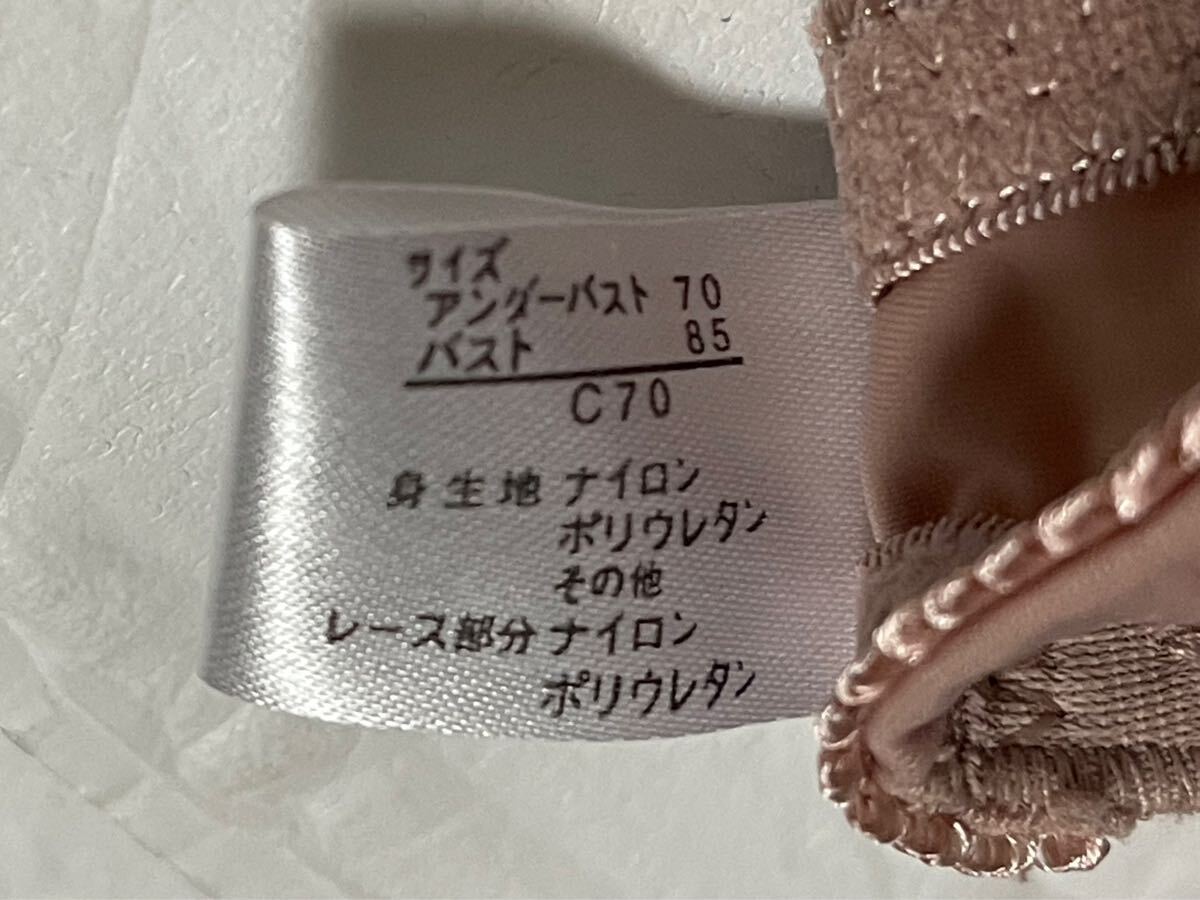 サイズ
アンダーバスト 70
バスト 85
C70
身生地 ナイロン
ポリウレタン
その他
レース部分 ナイロン
ポリウレタン